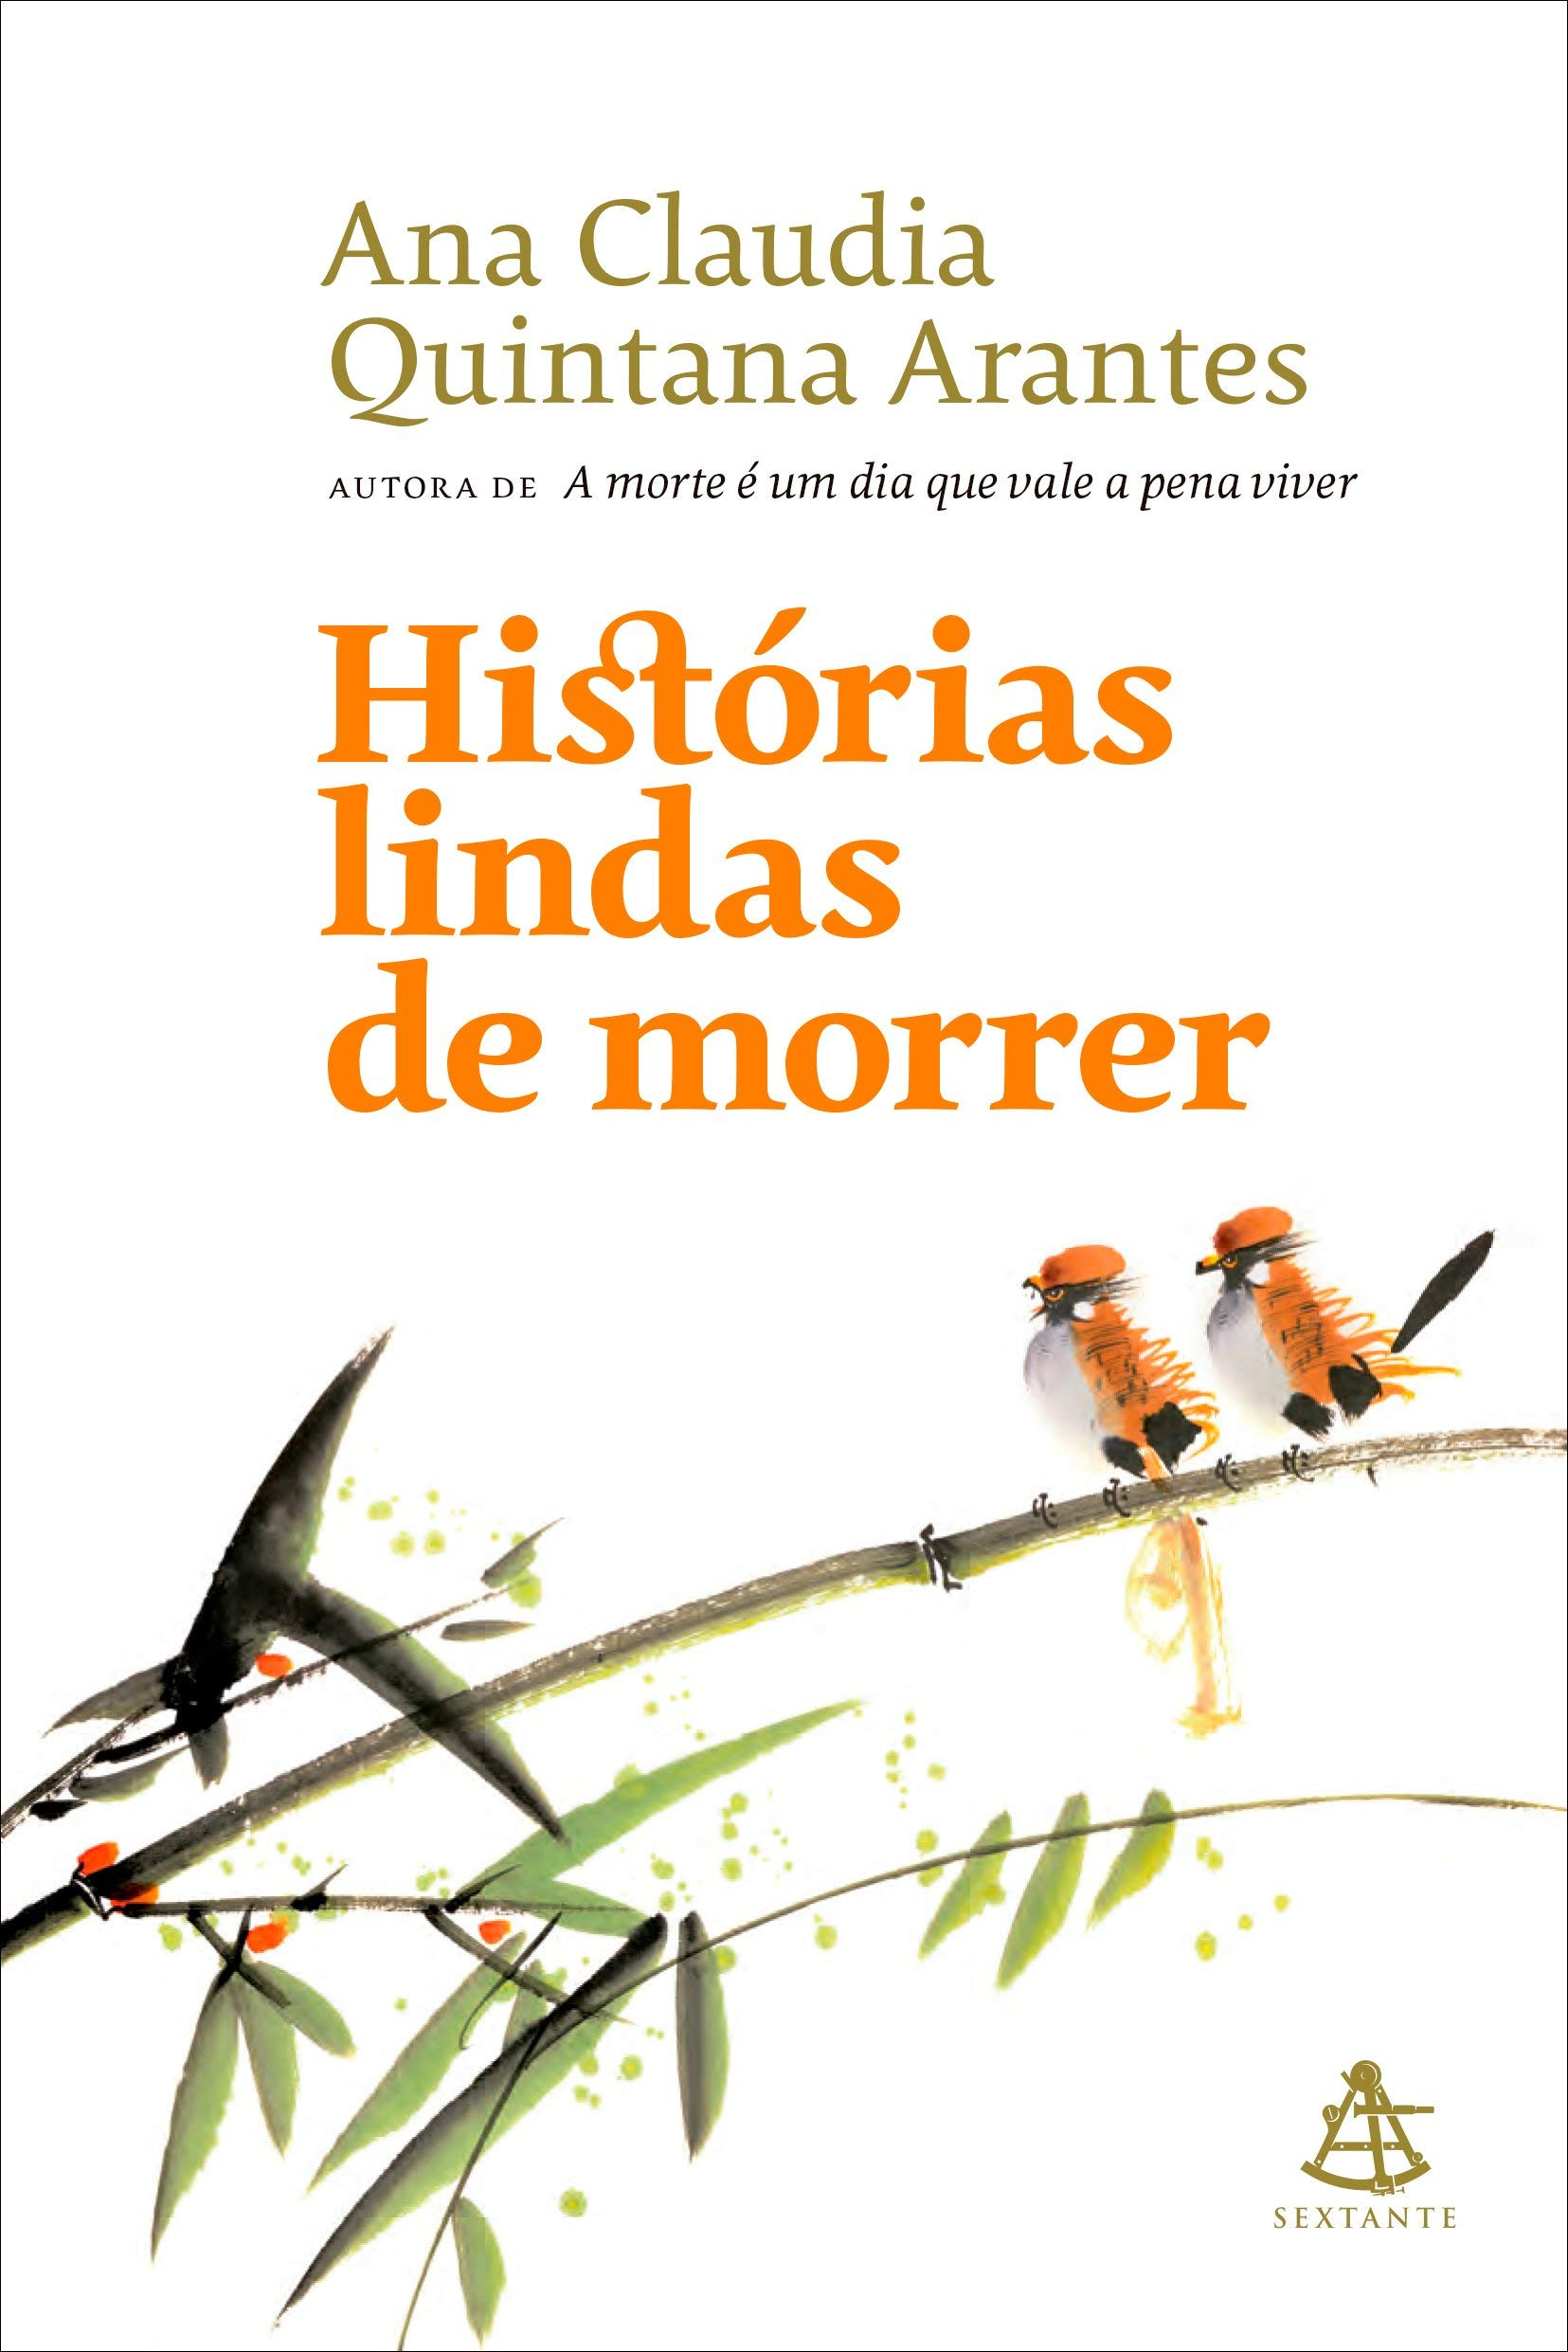 Ana Claudia
Quintana Arantes
AUTORA DE A morte é um dia que vale a pena viver
Histórias
lindas
de morrer
SEXTANTE